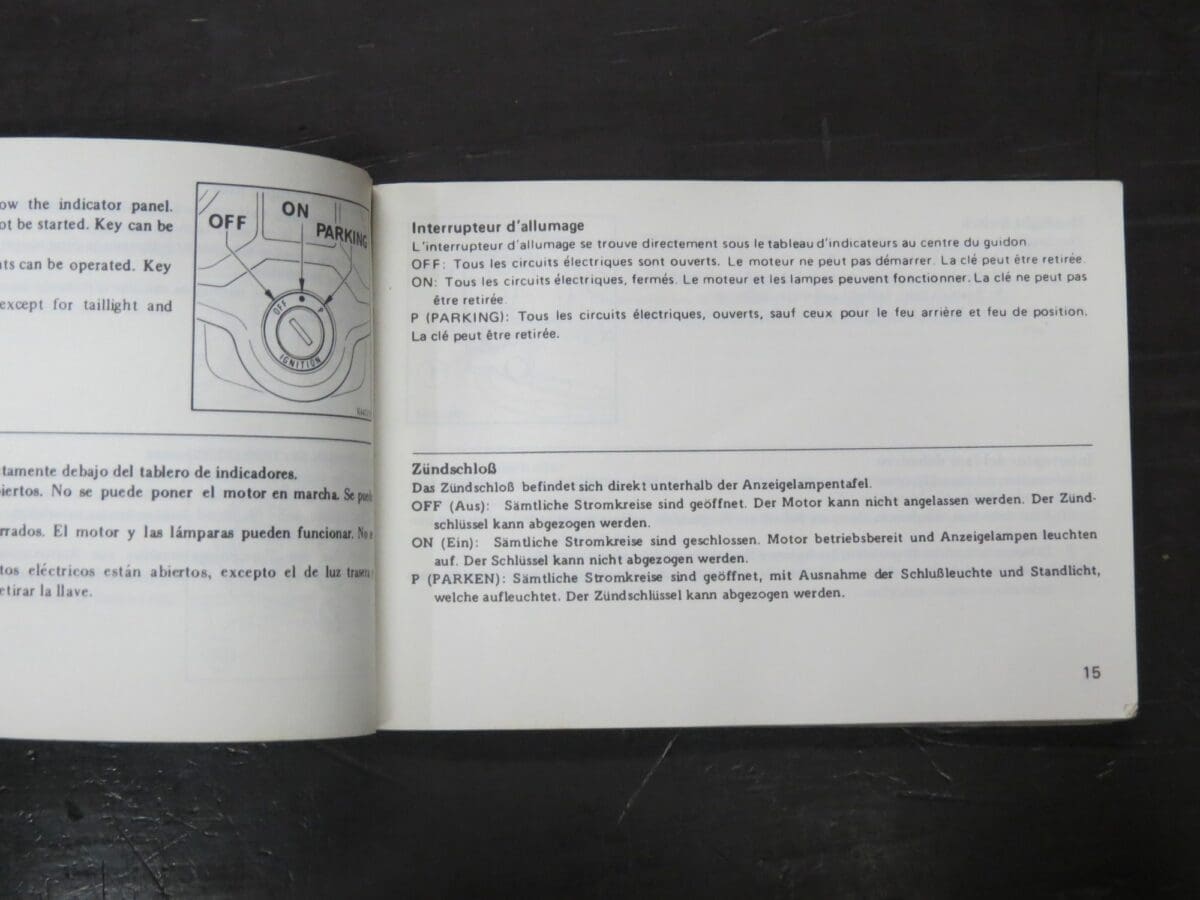 ow the indicator panel.
ot be started. Key can be
nts can be operated. Key
except for taillight and
OFF
ON
PARKING
OFF
P
IGNITION
tamente debajo del tablero de indicadores.
biertos. No se puede poner el motor en marcha. Se
rrados. El motor y las lámparas pueden funcionar. No
tos eléctricos están abiertos, excepto el de luz
etirar la llave.
Interrupteur d'allumage
L'interrupteur d'allumage se trouve directement sous le tableau d'indicateurs au centre du guidon.
OFF: Tous les circuits électriques sont ouverts. Le moteur ne peut pas démarrer. La clé peut être retirée.
ON: Tous les circuits électriques, fermés. Le moteur et les lampes peuvent fonctionner. La clé ne peut pas
être retirée.
P (PARKING): Tous les circuits électriques, ouverts, sauf ceux pour le feu arrière et feu de position.
La clé peut être retirée.
Zündschloß
Das Zündschloß befindet sich direkt unterhalb der Anzeigelampentafel.
OFF (Aus): Sämtliche Stromkreise sind geöffnet. Der Motor kann nicht angelassen werden. Der Zünd-
schlüssel kann abgezogen werden.
ON (Ein): Sämtliche Stromkreise sind geschlossen. Motor betriebsbereit und Anzeigelampen leuchten
auf. Der Schlüssel kann nicht abgezogen werden.
P (PARKEN): Sämtliche Stromkreise sind geöffnet, mit Ausnahme der Schlußleuchte und Standlicht,
welche aufleuchtet. Der Zündschlüssel kann abgezogen werden.
15